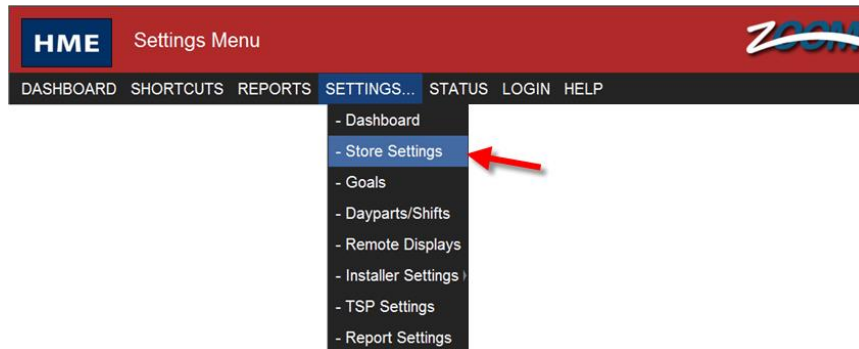 HME Settings Menu ZOOM
DASHBOARD SHORTCUTS REPORTS SETTINGS... STATUS LOGIN HELP
- Dashboard
- Store Settings
- Goals
- Dayparts/Shifts
- Remote Displays
- Installer Settings
- TSP Settings
- Report Settings